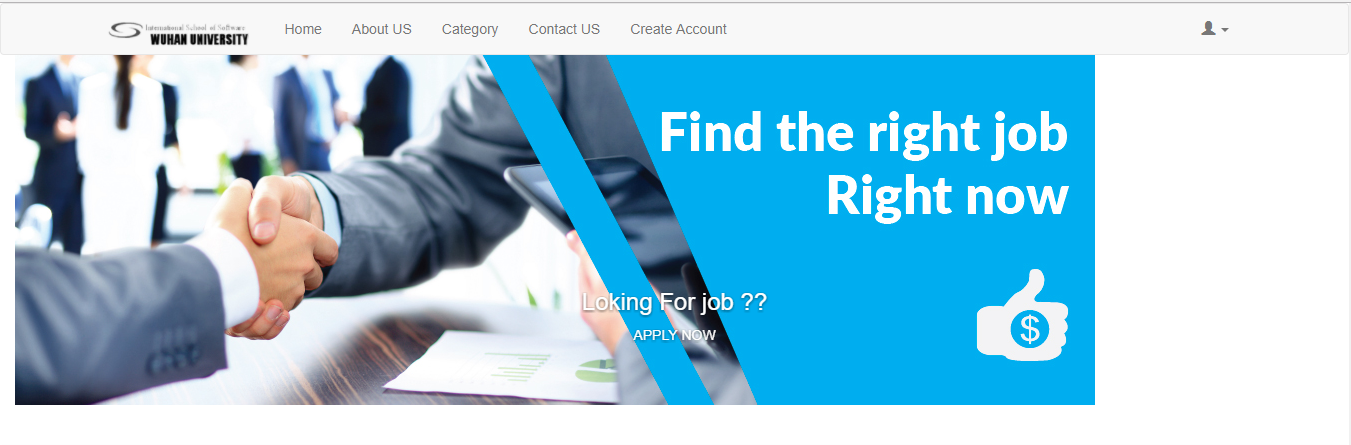 International School of Software
WUHAN UNIVERSITY
Home
About US
Category
Contact US
Create Account
Find the right job
Right now
$
Loking For job ??
APPLY NOW